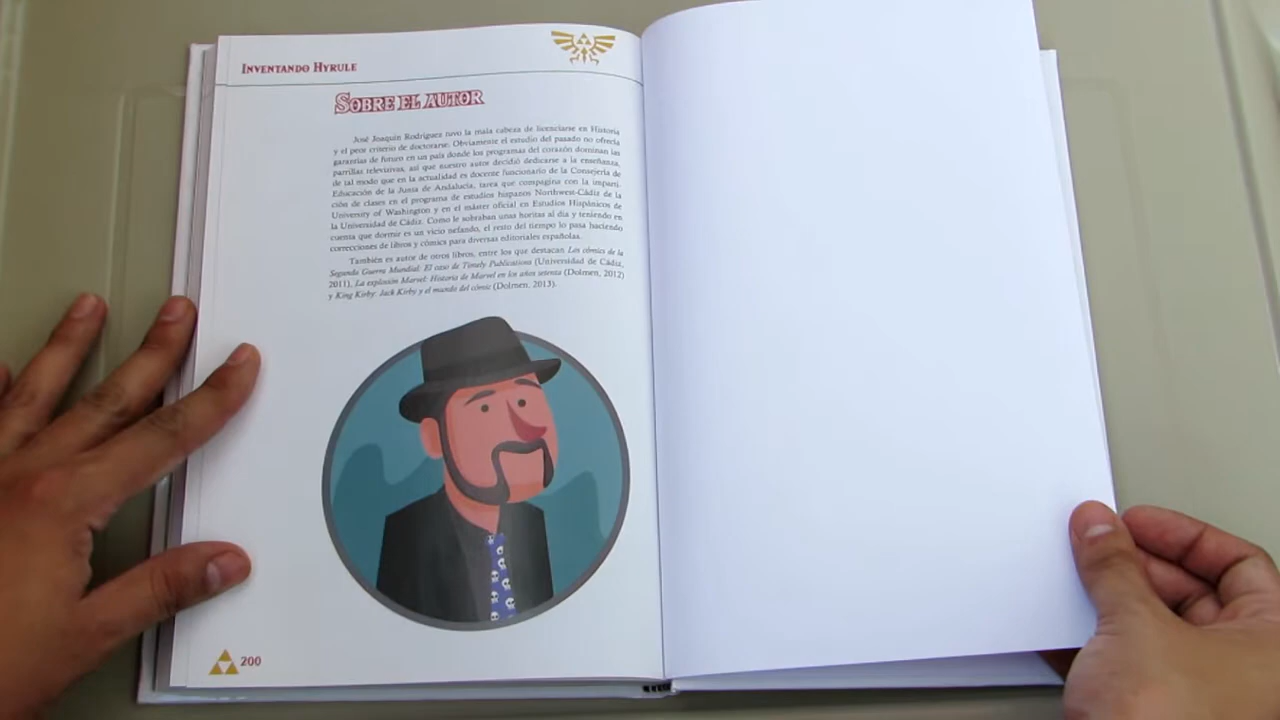 INVENTANDO HYRULE
SOBRE EL AUTOR
José Joaquín Rodríguez tuvo la mala cabeza de licenciarse en Historia
y el peor criterio de doctorarse. Obviamente el estudio del pasado no ofrecía
garantías de futuro en un país donde los programas del corazón dominan las
parrillas televisivas, así que nuestro autor decidió dedicarse a la enseñanza,
de tal modo que en la actualidad es docente funcionario de la Consejería de
Educación de la Junta de Andalucía, tarea que compagina con la imparti-
ción de clases en el programa de estudios hispanos Northwest-Cádiz de la
University of Washington y en el máster oficial en Estudios Hispánicos de
la Universidad de Cádiz. Como le sobraban unas horitas al día y teniendo en
cuenta que dormir es un vicio nefando, el resto del tiempo lo pasa haciendo
correcciones de libros y cómics para diversas editoriales españolas.
También es autor de otros libros, entre los que destacan Los cómics de la
Segunda Guerra Mundial: El caso de Timely Publications (Universidad de Cádiz,
2011), La explosión Marvel: Historia de Marvel en los años setenta (Dolmen, 2012)
y King Kirby: Jack Kirby y el mundo del cómic (Dolmen, 2013).
200